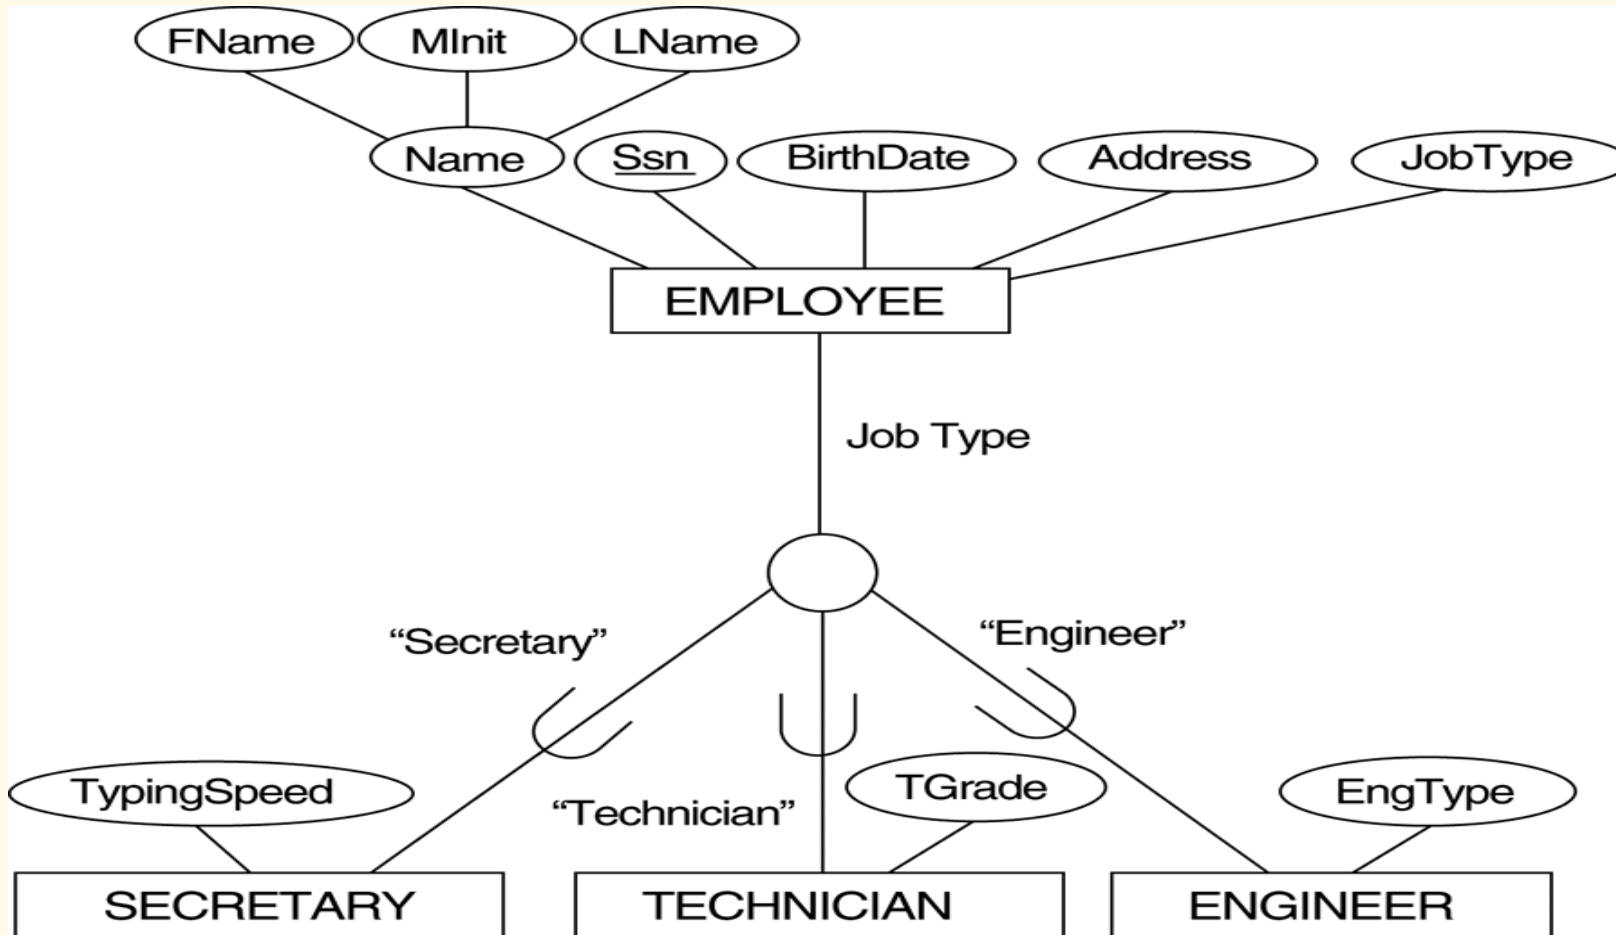 FName MInit LName
Name Ssn BirthDate Address JobType
EMPLOYEE
Job Type
“Secretary” “Engineer”
TypingSpeed “Technician” TGrade EngType
SECRETARY TECHNICIAN ENGINEER